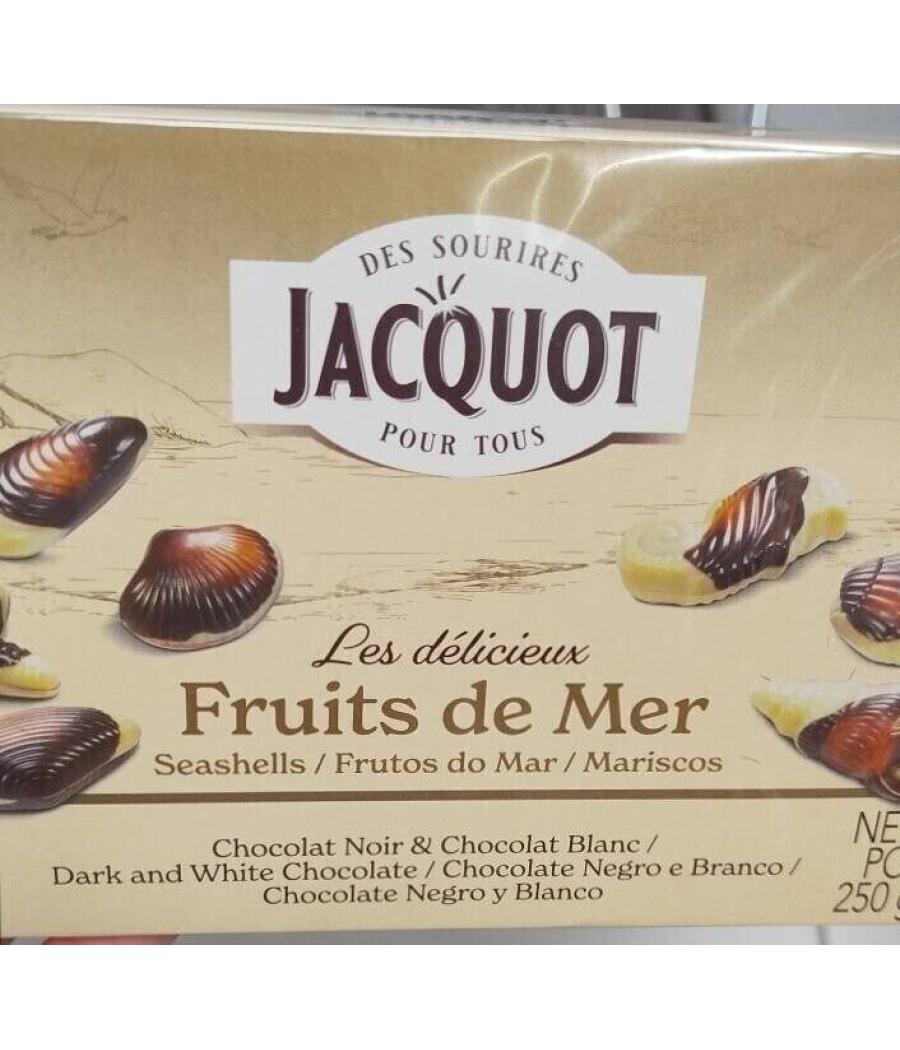 DES SOURIRES
JACQUOT
POUR TOUS
Les délicieux
Fruits de Mer
Seashells / Frutos do Mar / Mariscos
Chocolat Noir & Chocolat Blanc /
Dark and White Chocolate / Chocolate Negro e Branco /
Chocolate Negro y Blanco
250